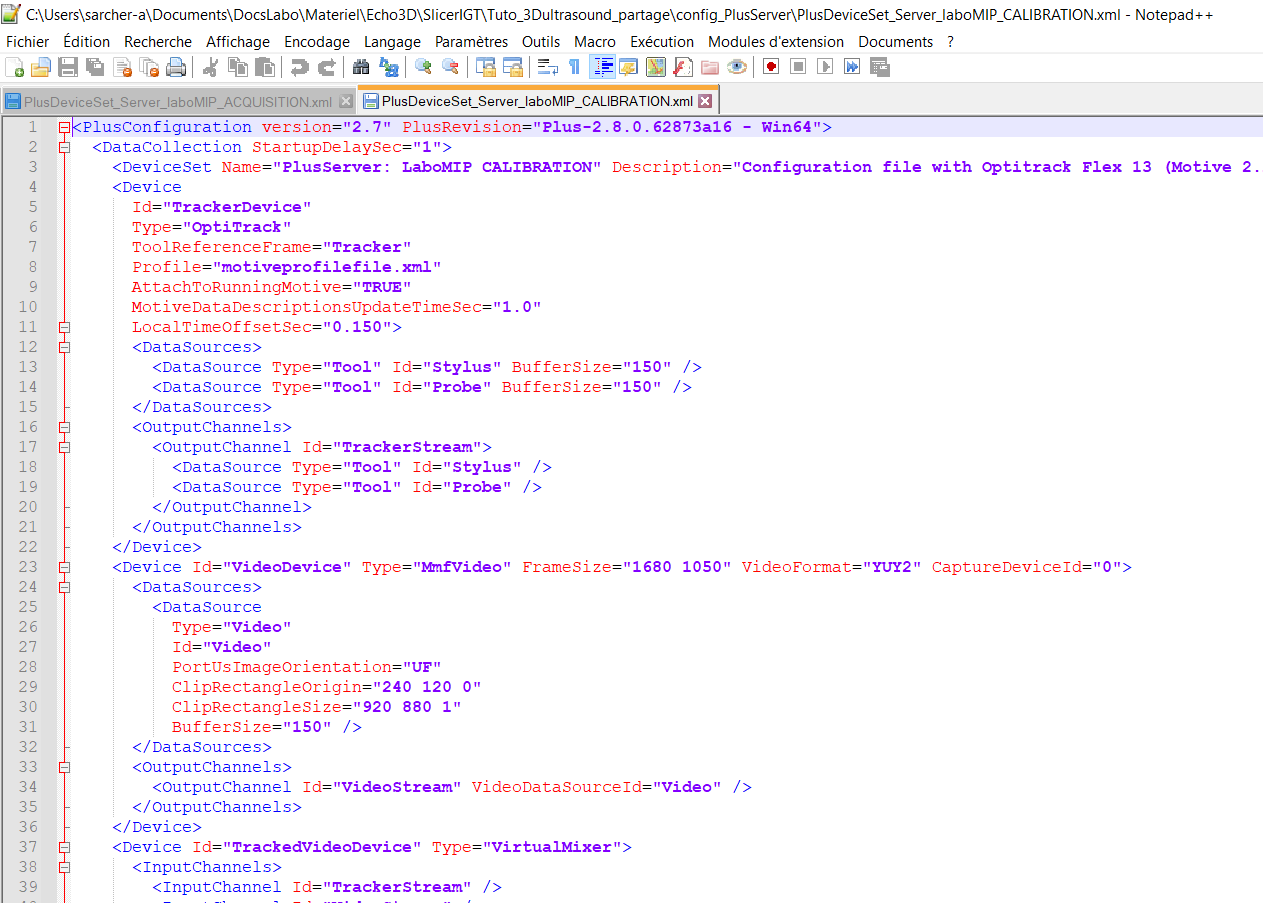 C:\Users\sarcher-a\Documents\DocsLabo\Materiel\Echo3D\SlicerIGT\Tuto_3Dultrasound_partage\config_PlusServer\PlusDeviceSet_Server_laboMIP_CALIBRATION.xml - Notepad++
Fichier Édition Recherche Affichage Encodage Langage Paramètres Outils Macro Exécution Modules d'extension Documents ?
PlusDeviceSet_Server_laboMIP_ACQUISITION.xml PlusDeviceSet_Server_laboMIP_CALIBRATION.xml
1 <PlusConfiguration version="2.7" PlusRevision="Plus-2.8.0.62873a16 - Win64">
2 <DataCollection StartupDelaySec="1">
3 <DeviceSet Name="PlusServer: LaboMIP CALIBRATION" Description="Configuration file with Optitrack Flex 13 (Motive 2.
4 <Device
5 Id="TrackerDevice"
6 Type="OptiTrack"
7 ToolReferenceFrame="Tracker"
8 Profile="motiveprofilefile.xml"
9 AttachToRunningMotive="TRUE"
10 MotiveDataDescriptionsUpdateTimeSec="1.0"
11 LocalTimeOffsetSec="0.150">
12 <DataSources>
13 <DataSource Type="Tool" Id="Stylus" BufferSize="150" />
14 <DataSource Type="Tool" Id="Probe" BufferSize="150" />
15 </DataSources>
16 <OutputChannels>
17 <OutputChannel Id="TrackerStream">
18 <DataSource Type="Tool" Id="Stylus" />
19 <DataSource Type="Tool" Id="Probe" />
20 </OutputChannel>
21 </OutputChannels>
22 </Device>
23 <Device Id="VideoDevice" Type="MmfVideo" FrameSize="1680 1050" VideoFormat="YUY2" CaptureDeviceId="0">
24 <DataSources>
25 <DataSource
26 Type="Video"
27 Id="Video"
28 PortUsImageOrientation="UF"
29 ClipRectangleOrigin="240 120 0"
30 ClipRectangleSize="920 880 1"
31 BufferSize="150" />
32 </DataSources>
33 <OutputChannels>
34 <OutputChannel Id="VideoStream" VideoDataSourceId="Video" />
35 </OutputChannels>
36 </Device>
37 <Device Id="TrackedVideoDevice" Type="VirtualMixer">
38 <InputChannels>
39 <InputChannel Id="TrackerStream" />